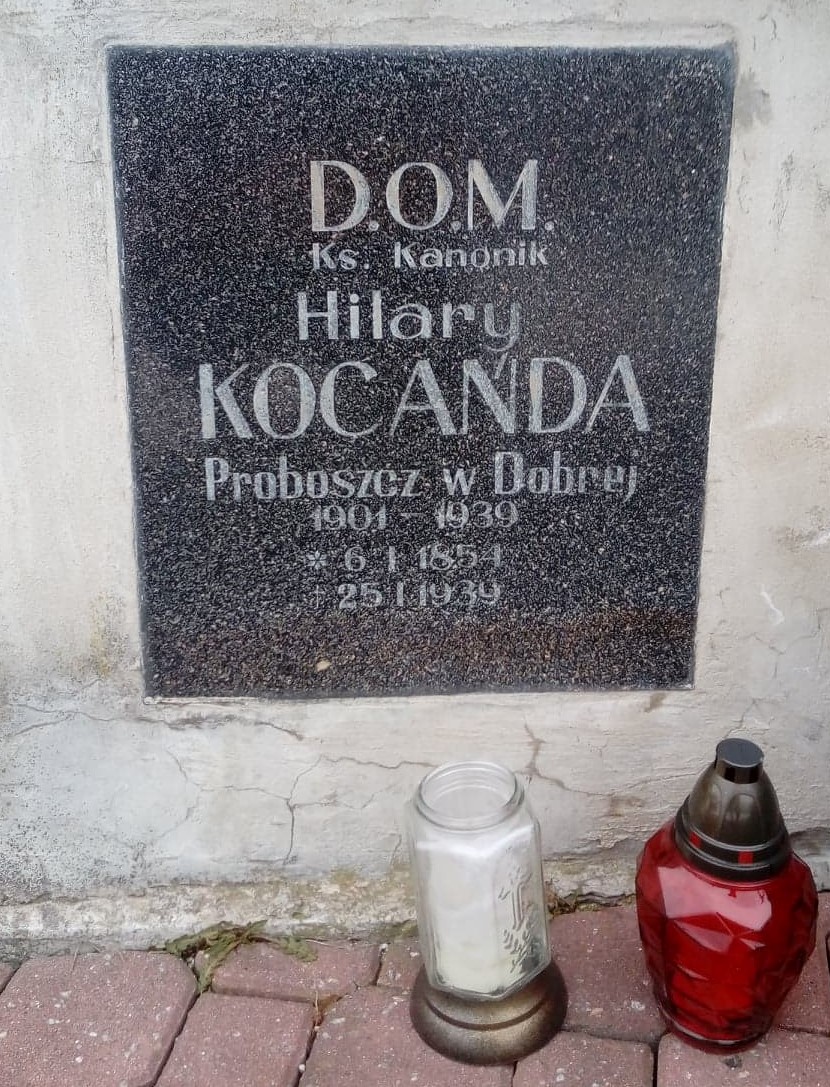 D.O.M.
Ks. Kanonik
Hilary
KOCAŃDA
Proboszcz w Dobrej
1901 - 1939
* 6 I 1854
† 25 I 1939